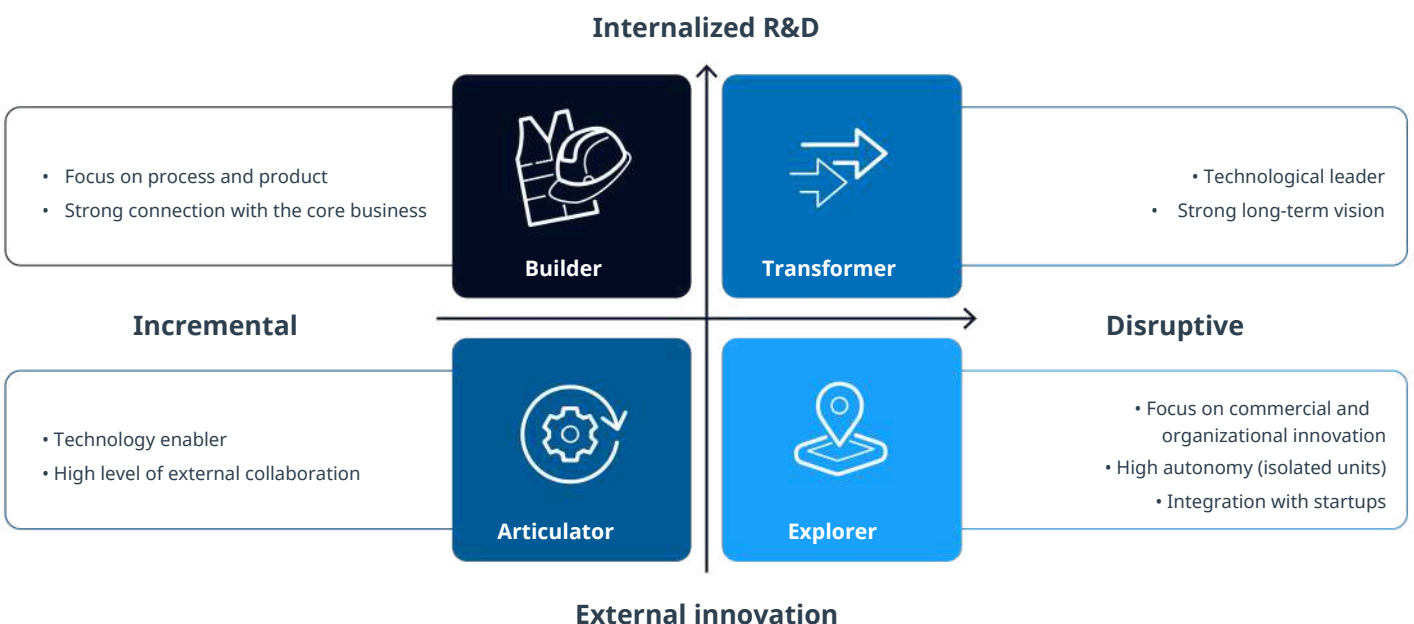 Internalized R&D
• Focus on process and product
• Strong connection with the core business
Builder
Transformer
• Technological leader
• Strong long-term vision
Incremental
Disruptive
• Technology enabler
• High level of external collaboration
Articulator
Explorer
• Focus on commercial and
organizational innovation
• High autonomy (isolated units)
• Integration with startups
External innovation